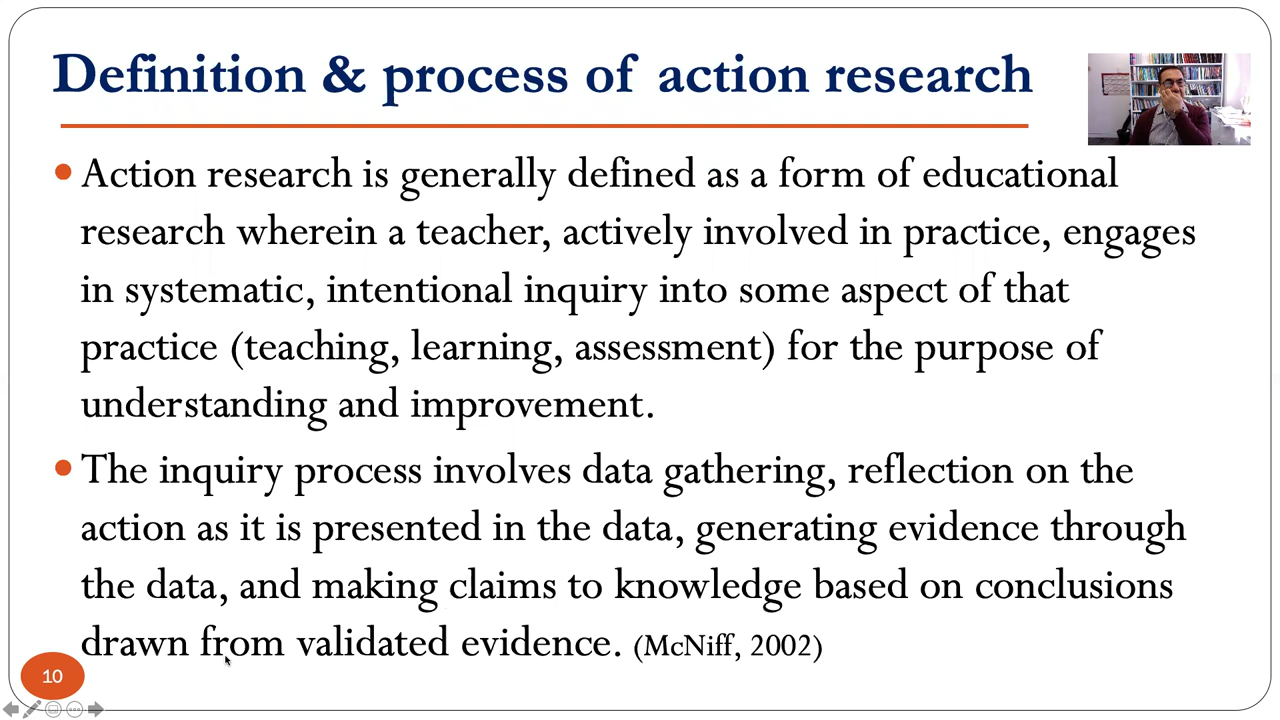 Definition & process of action research
Action research is generally defined as a form of educational
research wherein a teacher, actively involved in practice, engages
in systematic, intentional inquiry into some aspect of that
practice (teaching, learning, assessment) for the purpose of
understanding and improvement.
The inquiry process involves data gathering, reflection on the
action as it is presented in the data, generating evidence through
the data, and making claims to knowledge based on conclusions
drawn from validated evidence. (McNiff, 2002)
10